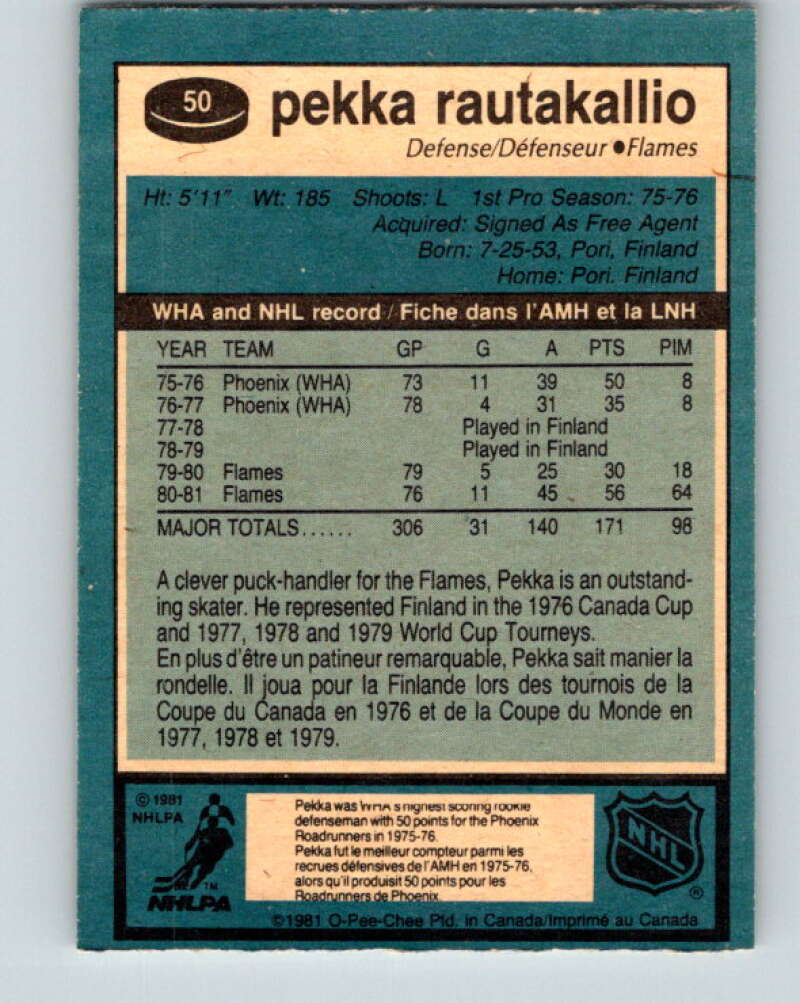 50 pekka rautakallio
Defense/Défenseur ●Flames
Ht: 5'11" Wt: 185 Shoots: L 1st Pro Season: 75-76
Acquired: Signed As Free Agent
Born: 7-25-53, Pori, Finland
Home: Pori. Finland
WHA and NHL record / Fiche dans l'AMH et la LNH
YEAR TEAM GP G A PTS PIM
75-76 Phoenix (WHA) 73 11 39 50 8
76-77 Phoenix (WHA) 78 4 31 35 8
77-78 Played in Finland
78-79 Played in Finland
79-80 Flames 79 5 25 30 18
80-81 Flames 76 11 45 56 64
MAJOR TOTALS...... 306 31 140 171 98
A clever puck-handler for the Flames, Pekka is an outstand-
ing skater. He represented Finland in the 1976 Canada Cup
and 1977, 1978 and 1979 World Cup Tourneys.
En plus d'être un patineur remarquable, Pekka sait manier la
rondelle. Il joua pour la Finlande lors des tournois de la
Coupe du Canada en 1976 et de la Coupe du Monde en
1977, 1978 et 1979.
© 1981
NHLPA
TM
NHLPA
Pekka was WHA's highest scoring rookie
defenseman with 50 points for the Phoenix
Roadrunners in 1975-76.
Pekka fut le meilleur compteur parmi les
recrues défensives de l'AMH en 1975-76,
alors qu'il produisit 50 points pour les
Roadrunners de Phoenix.
NHL
®
©1981 O-Pee-Chee Ptd. in Canada/Imprimé au Canada